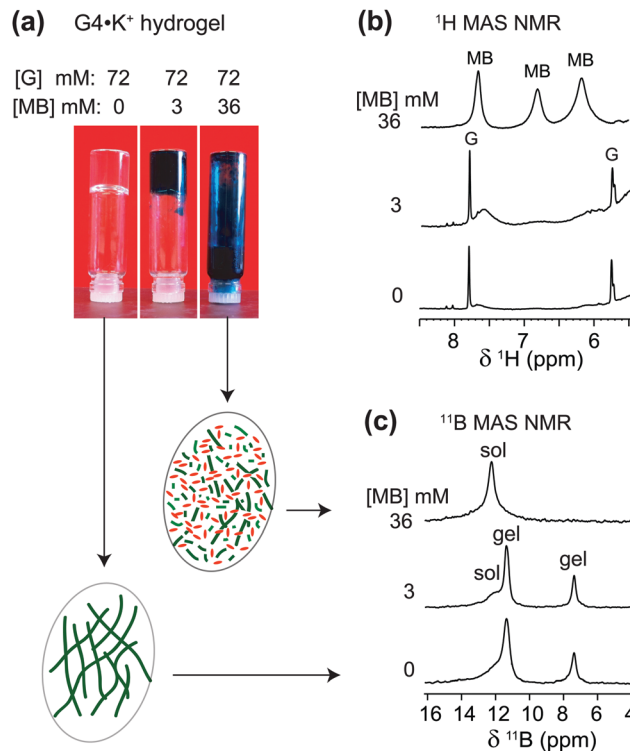 (a) G4•K⁺ hydrogel
[G] mM: 72 72 72
[MB] mM: 0 3 36
(b) ¹H MAS NMR
[MB] mM
36
MB MB MB
3
G G
0
8 7 6
δ ¹H (ppm)
(c) ¹¹B MAS NMR
[MB] mM
36
sol
3
sol gel gel
0
16 14 12 10 8 6 4
δ ¹¹B (ppm)